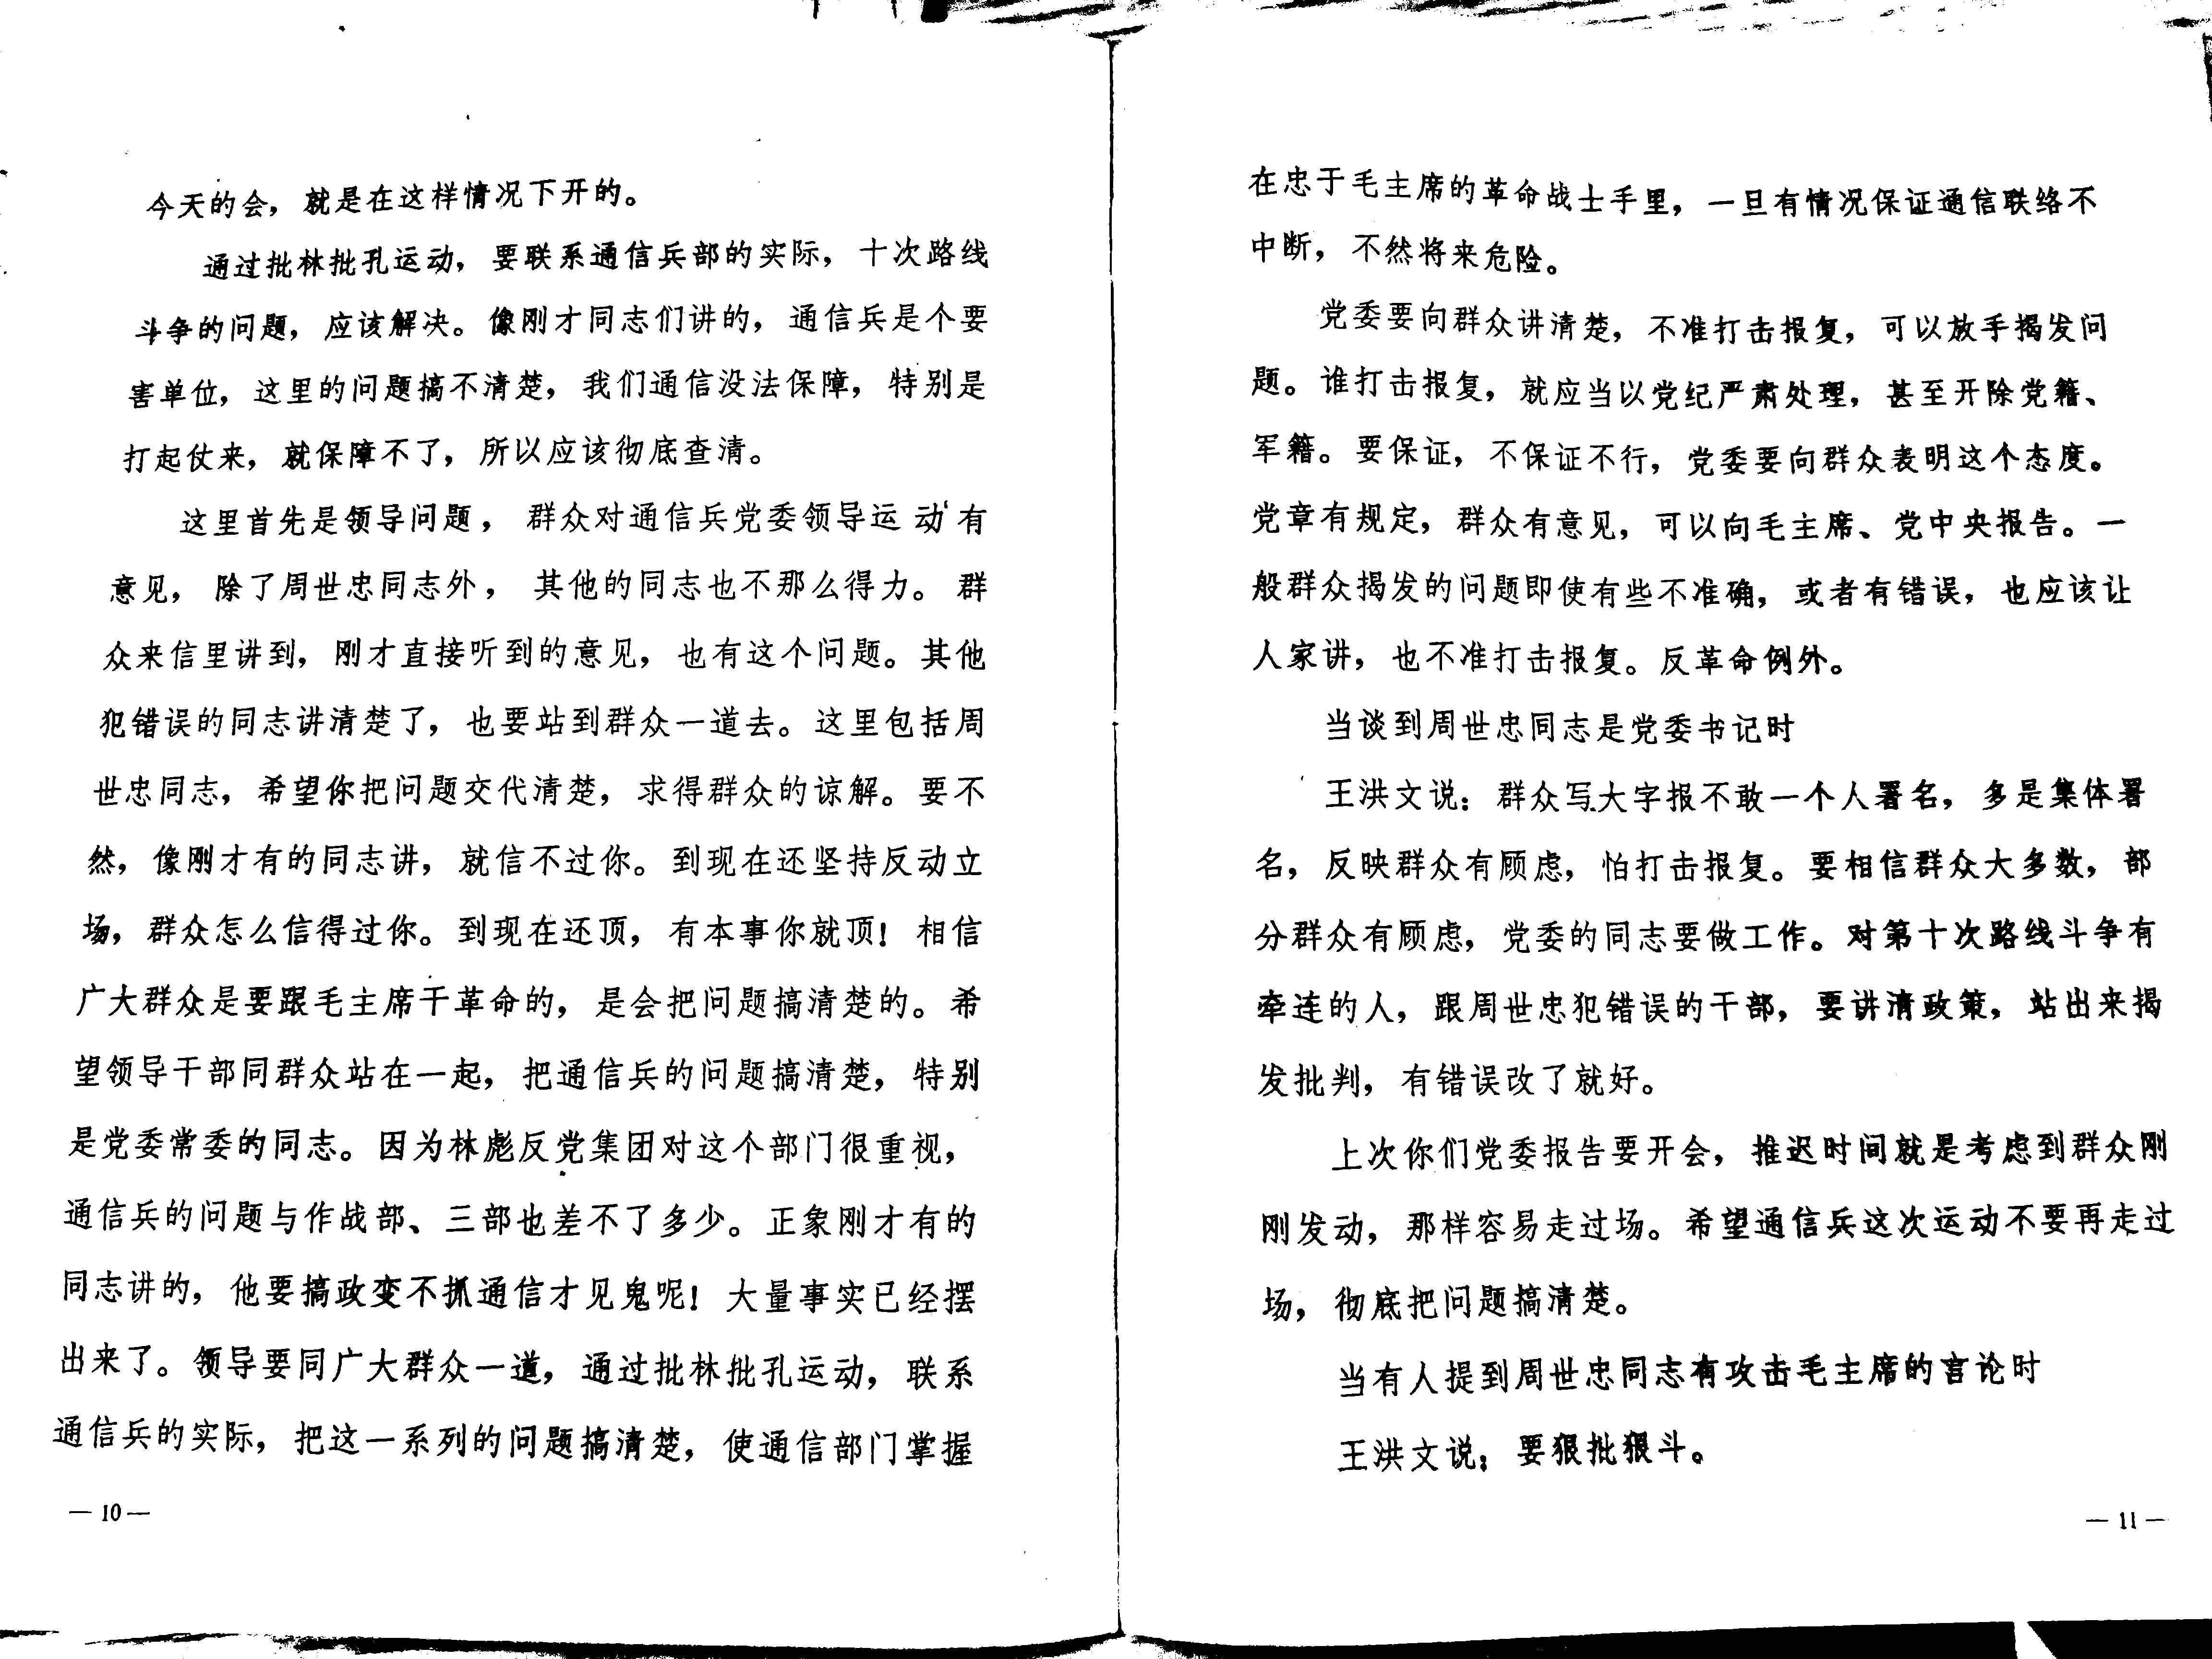 今天的会，就是在这样情况下开的。
通过批林批孔运动，要联系通信兵部的实际，十次路线
斗争的问题，应该解决。像刚才同志们讲的，通信兵是个要
害单位，这里的问题搞不清楚，我们通信没法保障，特别是
打起仗来，就保障不了，所以应该彻底查清。
这里首先是领导问题，群众对通信兵党委领导运动有
意见，除了周世忠同志外，其他的同志也不那么得力。群
众来信里讲到，刚才直接听到的意见，也有这个问题。其他
犯错误的同志讲清楚了，也要站到群众一道去。这里包括周
世忠同志，希望你把问题交代清楚，求得群众的谅解。要不
然，像刚才有的同志讲，就信不过你。到现在还坚持反动立
场，群众怎么信得过你。到现在还顶，有本事你就顶！相信
广大群众是要跟毛主席干革命的，是会把问题搞清楚的。希
望领导干部同群众站在一起，把通信兵的问题搞清楚，特别
是党委常委的同志。因为林彪反党集团对这个部门很重视，
通信兵的问题与作战部、三部也差不了多少。正象刚才有的
同志讲的，他要搞政变不抓通信才见鬼呢！大量事实已经摆
出来了。领导要同广大群众一道，通过批林批孔运动，联系
通信兵的实际，把这一系列的问题搞清楚，使通信部门掌握
— 10 —
在忠于毛主席的革命战士手里，一旦有情况保证通信联络不
中断，不然将来危险。
党委要向群众讲清楚，不准打击报复，可以放手揭发问
题。谁打击报复，就应当以党纪严肃处理，甚至开除党籍、
军籍。要保证，不保证不行，党委要向群众表明这个态度。
党章有规定，群众有意见，可以向毛主席、党中央报告。一
般群众揭发的问题即使有些不准确，或者有错误，也应该让
人家讲，也不准打击报复。反革命例外。
当谈到周世忠同志是党委书记时
王洪文说：群众写大字报不敢一个人署名，多是集体署
名，反映群众有顾虑，怕打击报复。要相信群众大多数，部
分群众有顾虑，党委的同志要做工作。对第十次路线斗争有
牵连的人，跟周世忠犯错误的干部，要讲清政策，站出来揭
发批判，有错误改了就好。
上次你们党委报告要开会，推迟时间就是考虑到群众刚
刚发动，那样容易走过场。希望通信兵这次运动不要再走过
场，彻底把问题搞清楚。
当有人提到周世忠同志有攻击毛主席的言论时
王洪文说：要狠批狠斗。
— 11 —